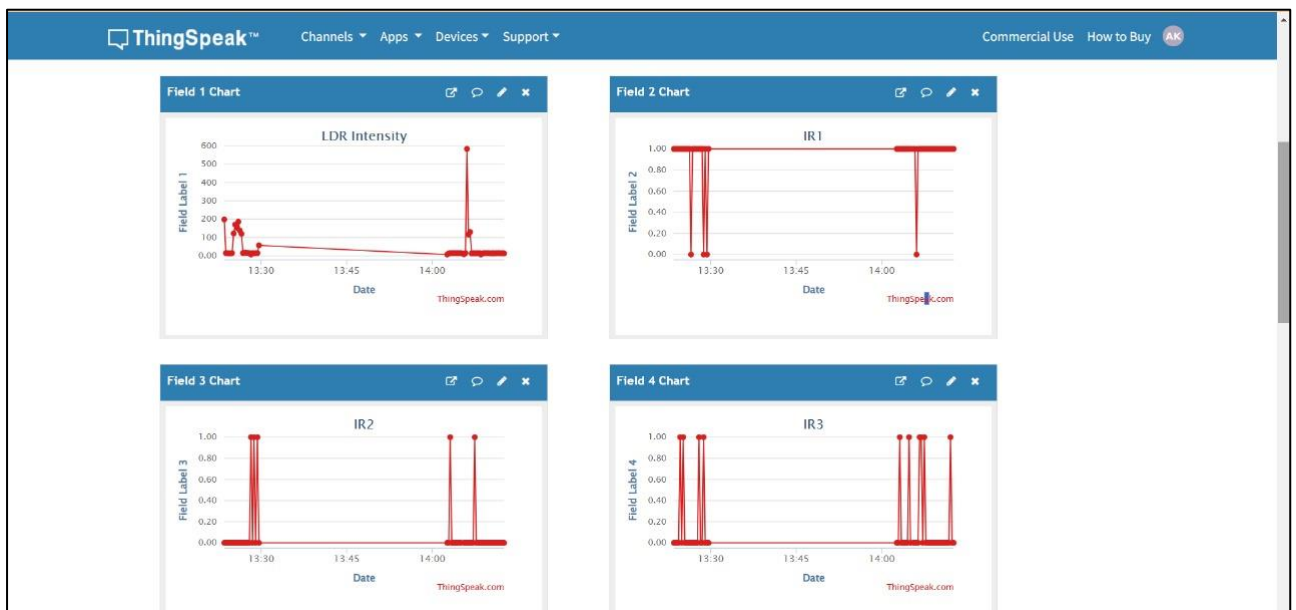 ThingSpeak™ Channels Apps Devices Support Commercial Use How to Buy AK
Field 1 Chart
LDR Intensity
600
500
400
300
200
100
0.00
Field Label 1
13:30 13:45 14:00
Date
ThingSpeak.com
Field 2 Chart
IR1
1.00
0.80
0.60
0.40
0.20
0.00
Field Label 2
13:30 13:45 14:00
Date
ThingSpeak.com
Field 3 Chart
IR2
1.00
0.80
0.60
0.40
0.20
0.00
Field Label 3
13:30 13:45 14:00
Date
ThingSpeak.com
Field 4 Chart
IR3
1.00
0.80
0.60
0.40
0.20
0.00
Field Label 4
13:30 13:45 14:00
Date
ThingSpeak.com